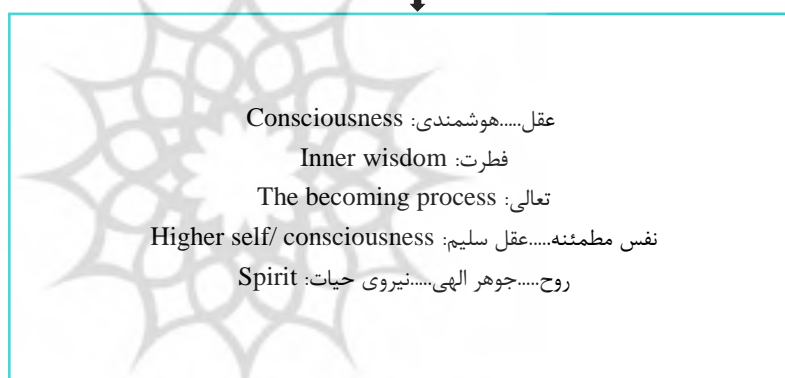 عقل.....هوشمندی: Consciousness
فطرت: Inner wisdom
تعالی: The becoming process
نفس مطمئنه.....عقل سلیم: Higher self/ consciousness
روح.....جوهر الهی.....نیروی حیات: Spirit